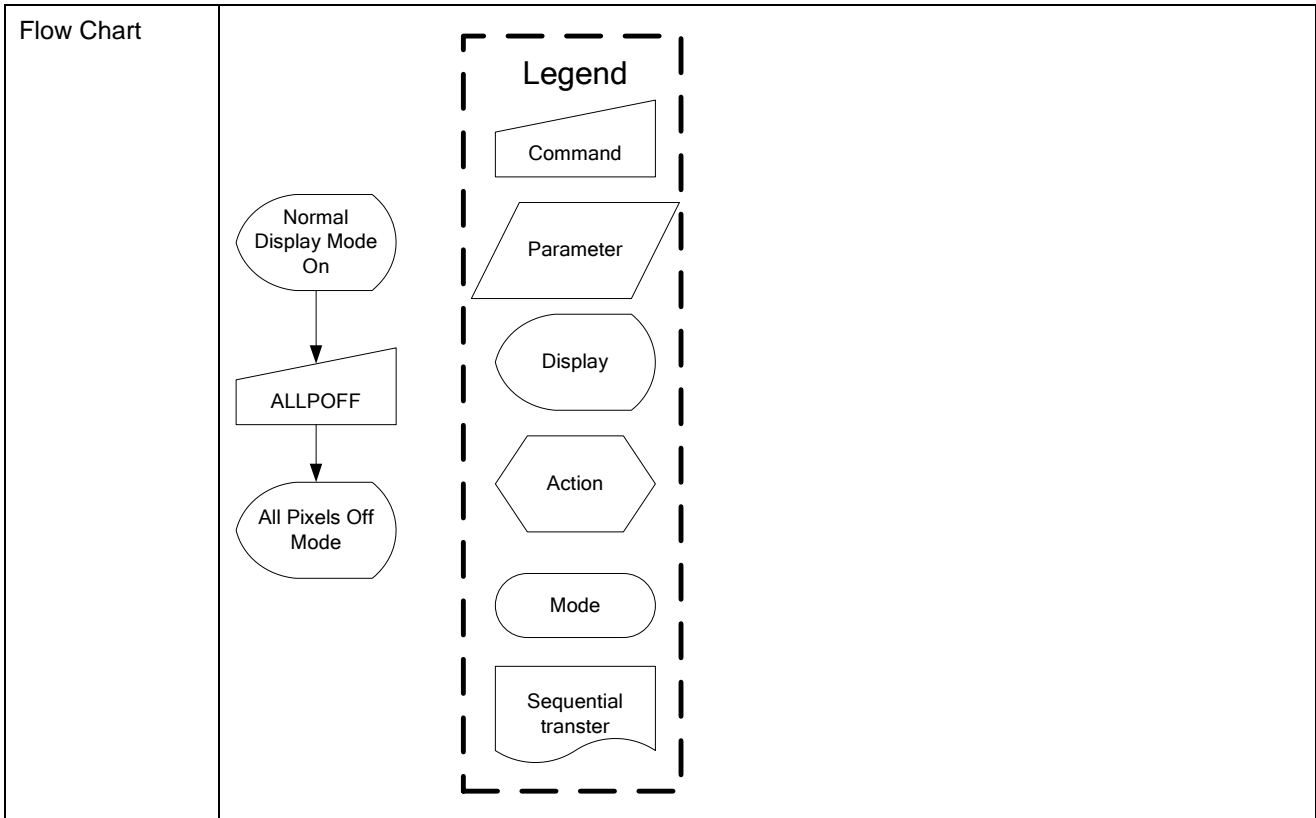 Flow Chart
Normal
Display Mode
On
ALLPOFF
All Pixels Off
Mode
Legend
Command
Parameter
Display
Action
Mode
Sequential
transter